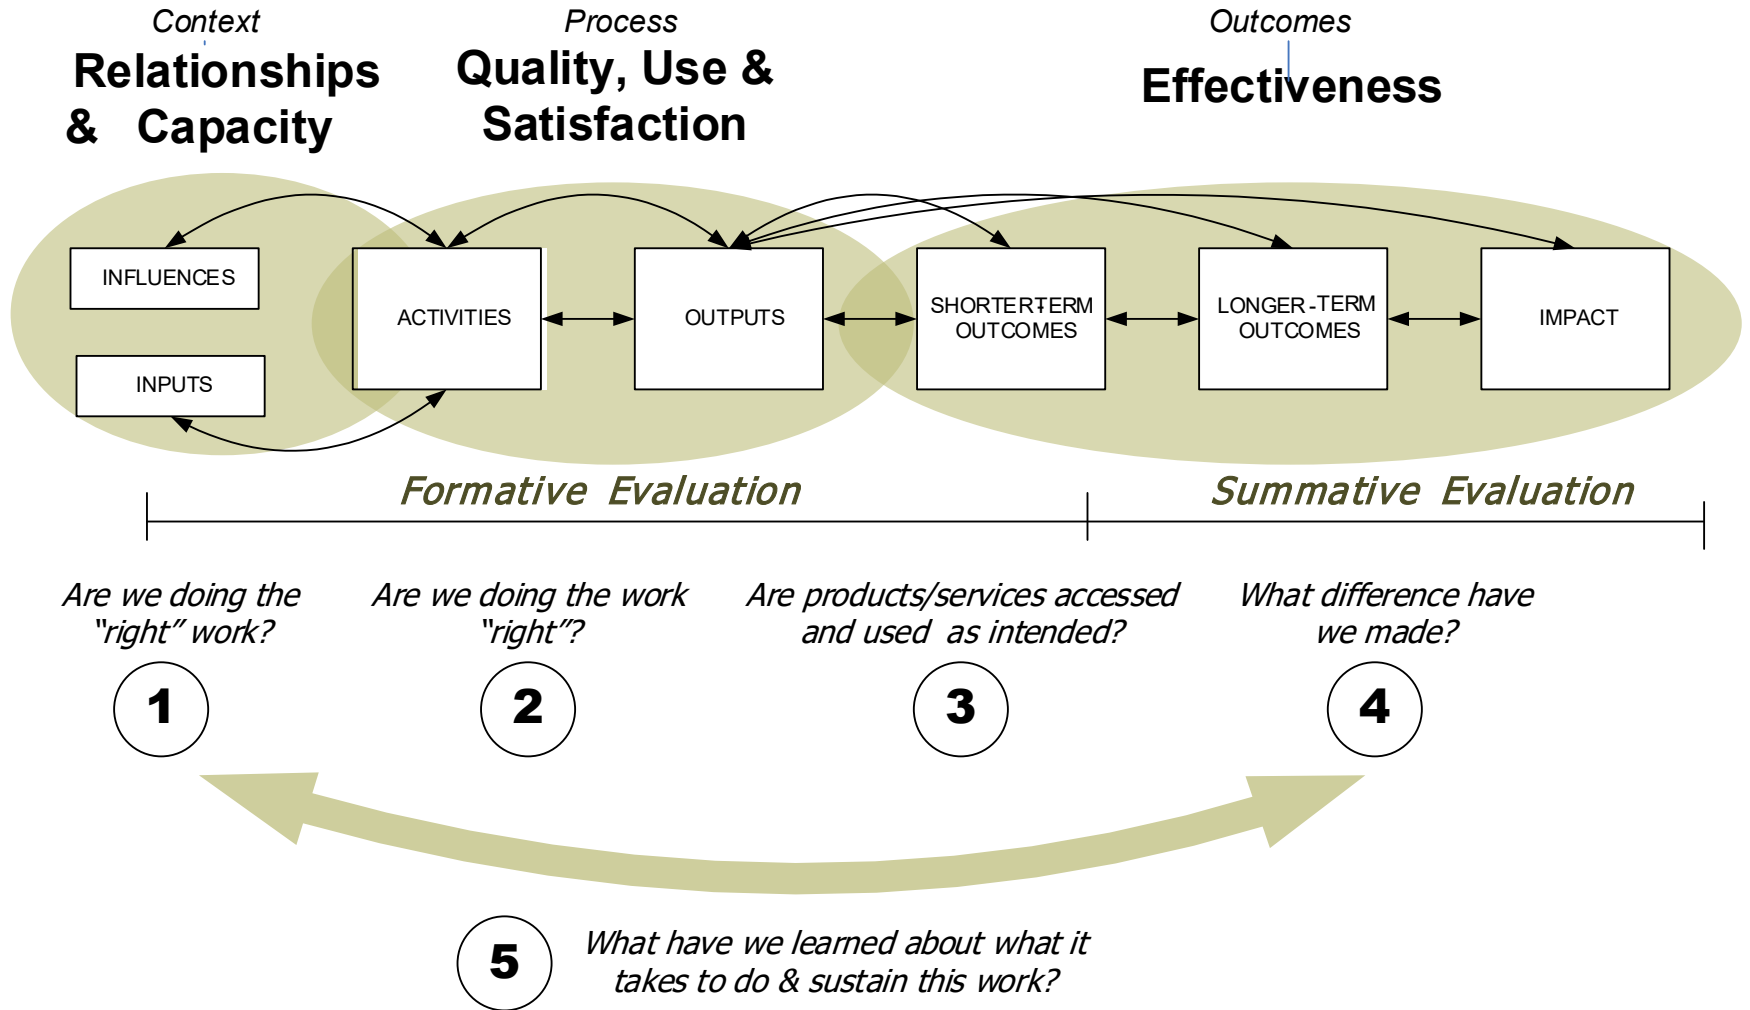 Context
Relationships
& Capacity
Process
Quality, Use &
Satisfaction
Outcomes
Effectiveness
INFLUENCES
INPUTS
ACTIVITIES
OUTPUTS
SHORTER-TERM
OUTCOMES
LONGER-TERM
OUTCOMES
IMPACT
Formative Evaluation
Summative Evaluation
Are we doing the
"right" work?
1
Are we doing the work
"right"?
2
Are products/services accessed
and used as intended?
3
What difference have
we made?
4
5
What have we learned about what it
takes to do & sustain this work?